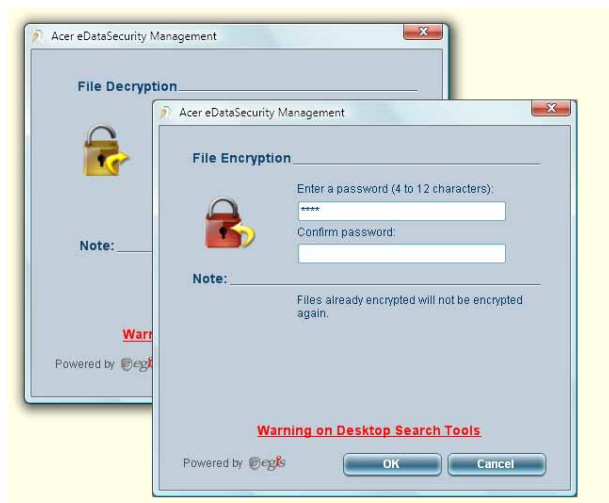 Acer eDataSecurity Management
File Decryption
Note:
Powered by egis
Acer eDataSecurity Management
File Encryption
Enter a password (4 to 12 characters):
****
Confirm password:
Note:
Files already encrypted will not be encrypted
again.
Warning on Desktop Search Tools
Powered by egis
OK
Cancel